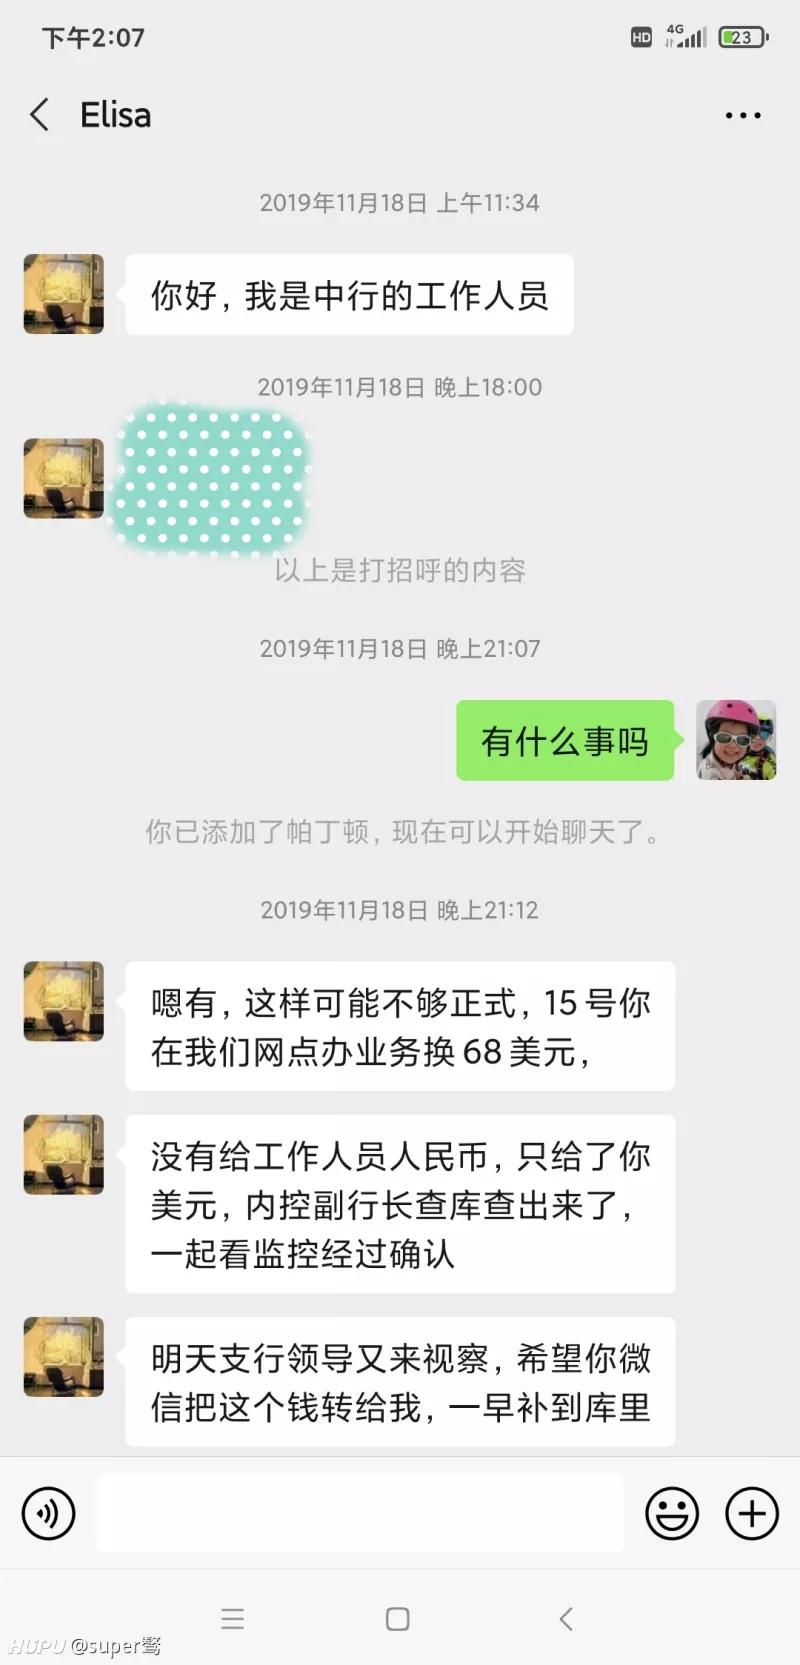 下午2:07
HD 4G 23
Elisa
2019年11月18日 上午11:34
你好，我是中行的工作人员
2019年11月18日 晚上18:00
以上是打招呼的内容
2019年11月18日 晚上21:07
有什么事吗
你已添加了帕丁顿，现在可以开始聊天了。
2019年11月18日 晚上21:12
嗯有，这样可能不够正式，15号你
在我们网点办业务换68美元，
没有给工作人员人民币，只给了你
美元，内控副行长查库查出来了，
一起看监控经过确认
明天支行领导又来视察，希望你微
信把这个钱转给我，一早补到库里
HUPU @super骛